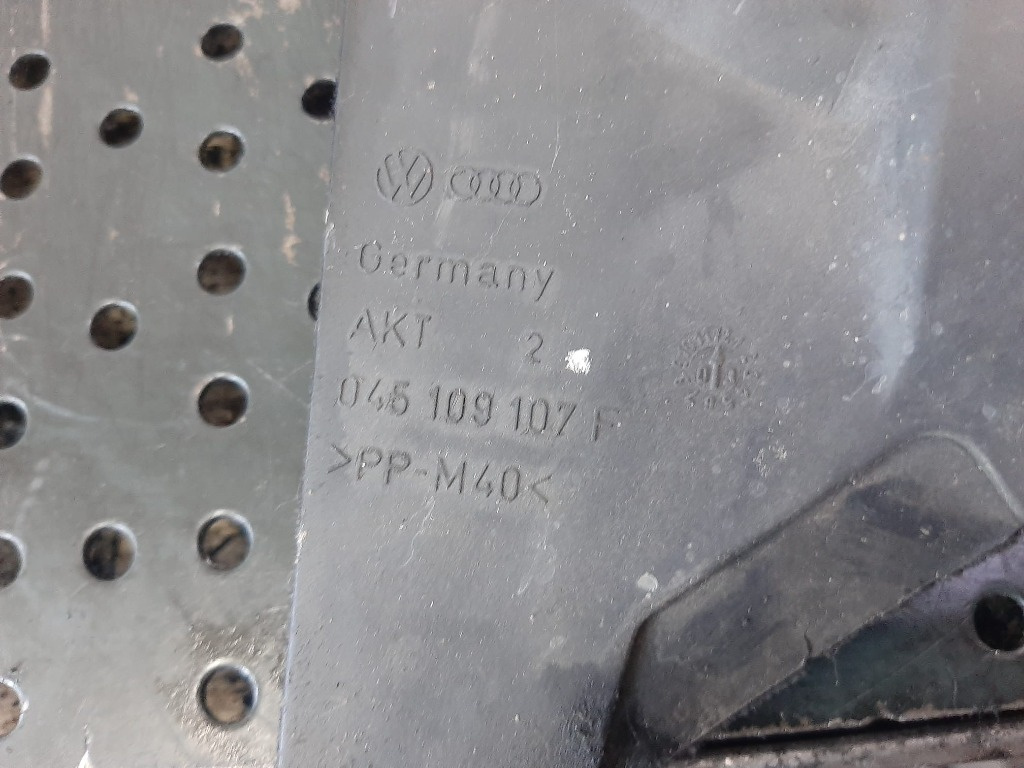 Germany
AKT 2
045 109 107 F
>PP-M40<